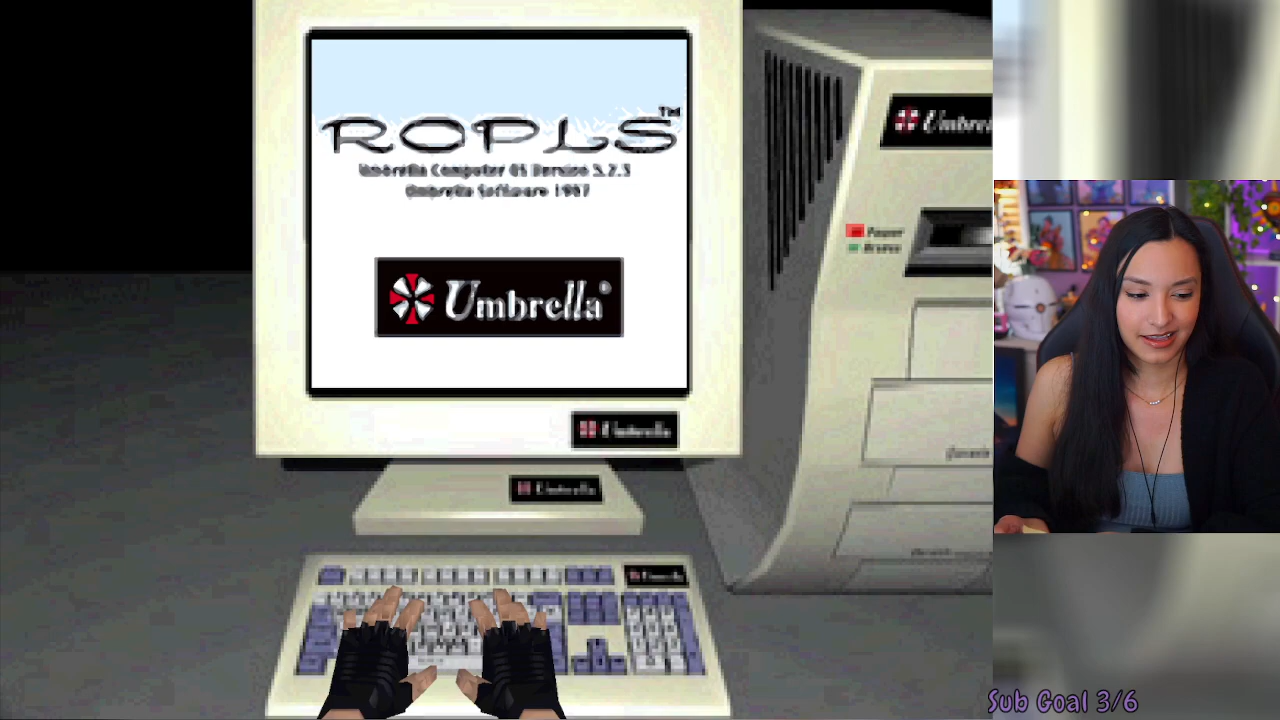 ROPLS™
Umbrella Computer OS Version 5.2.3
Umbrella Software 1987
Umbrella®
Umbrella
Umbrella
Umbrella
Power
Umbrella
Sub Goal 3/6